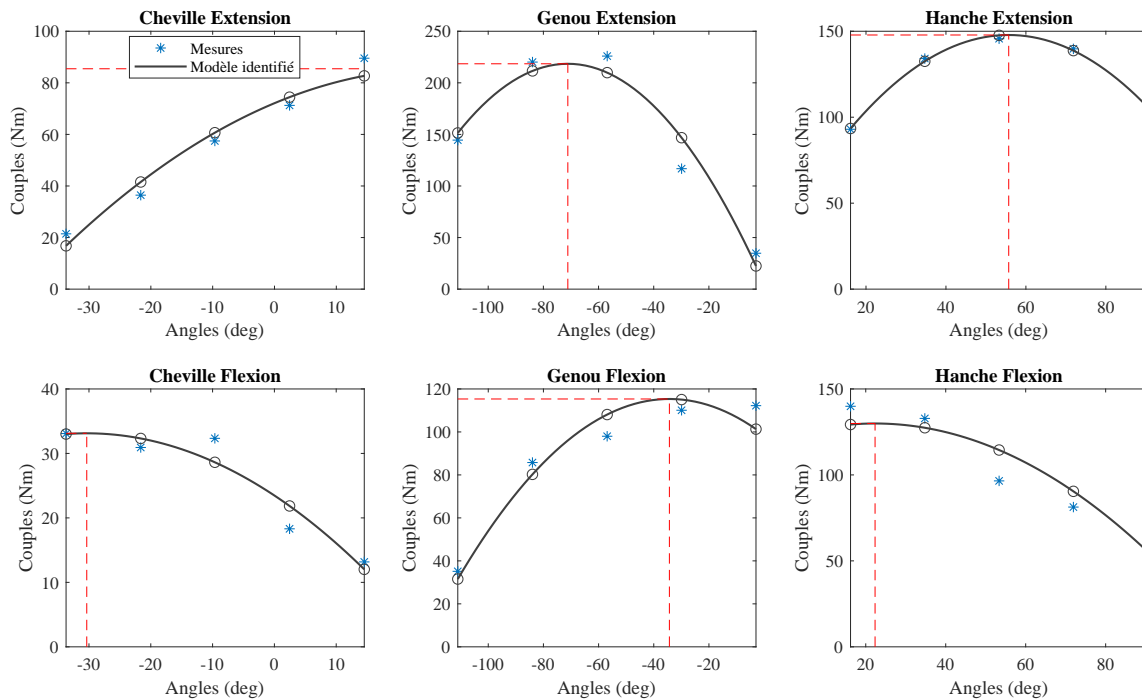 Cheville Extension
100
80
60
40
20
0
Couples (Nm)
-30 -20 -10 0 10
Angles (deg)
Mesures
Modèle identifié
Genou Extension
250
200
150
100
50
0
Couples (Nm)
-100 -80 -60 -40 -20
Angles (deg)
Hanche Extension
150
100
50
0
Couples (Nm)
20 40 60 80
Angles (deg)
Cheville Flexion
40
30
20
10
0
Couples (Nm)
-30 -20 -10 0 10
Angles (deg)
Genou Flexion
120
100
80
60
40
20
0
Couples (Nm)
-100 -80 -60 -40 -20
Angles (deg)
Hanche Flexion
150
100
50
0
Couples (Nm)
20 40 60 80
Angles (deg)